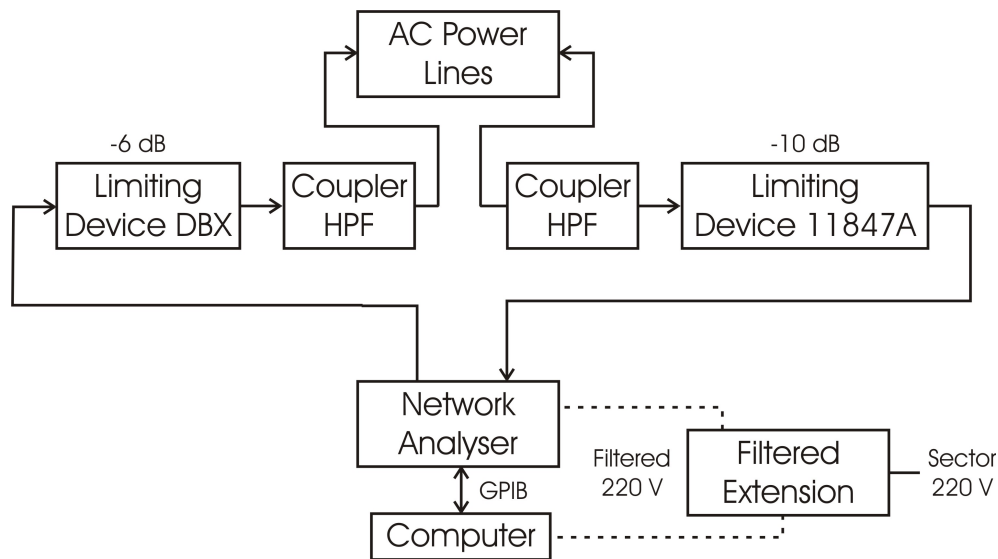 AC Power
Lines
-6 dB
-10 dB
Limiting
Device DBX
Coupler
HPF
Coupler
HPF
Limiting
Device 11847A
Network
Analyser
GPIB
Computer
Filtered
220 V
Filtered
Extension
Sector
220 V